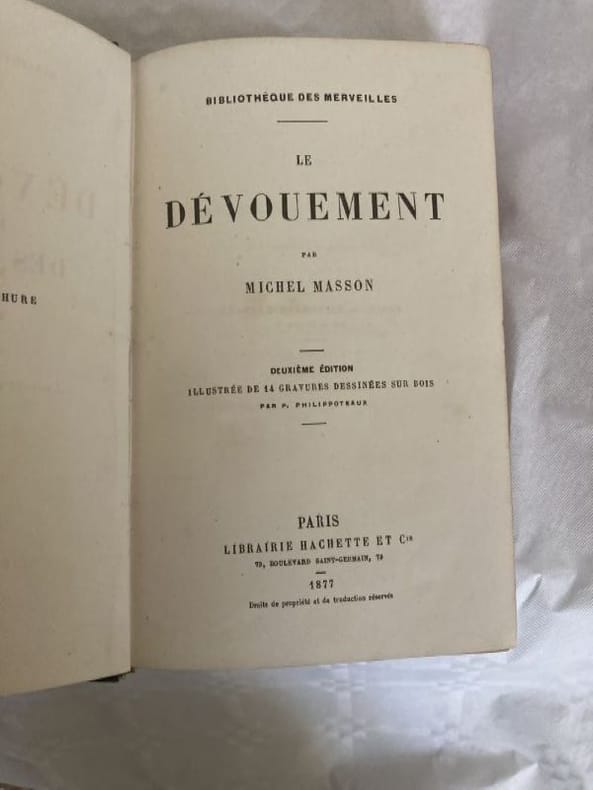 BIBLIOTHÈQUE DES MERVEILLES
LE
DÉVOUEMENT
PAR
MICHEL MASSON
DEUXIÈME ÉDITION
ILLUSTRÉE DE 14 GRAVURES DESSINÉES SUR BOIS
PAR P. PHILIPPOTEAUX
PARIS
LIBRAIRIE HACHETTE ET Cie
79, BOULEVARD SAINT-GERMAIN, 79
1877
Droits de propriété et de traduction réservés
HURE